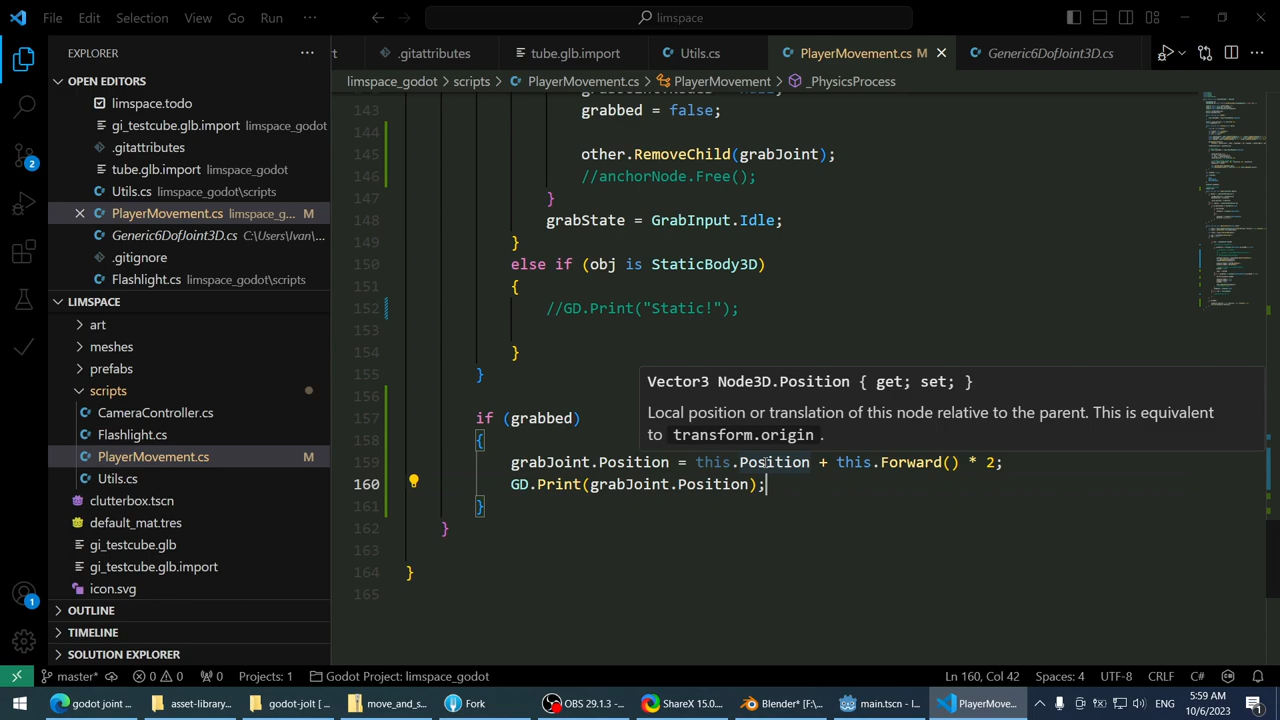 File Edit Selection View Go Run ··· limspace
EXPLORER ···
OPEN EDITORS
limspace.todo
gi_testcube.glb.import limspace_godot
.gitattributes
tube.glb.import limspace_godot
Utils.cs limspace_godot\scripts
PlayerMovement.cs limspace_g... M
Generic6DofJoint3D.cs C:\Users\Ivan\...
.gitignore
Flashlight.cs limspace_godot\scripts
LIMSPACE
art
meshes
prefabs
scripts
CameraController.cs
Flashlight.cs
PlayerMovement.cs M
Utils.cs
clutterbox.tscn
default_mat.tres
gi_testcube.glb
gi_testcube.glb.import
icon.svg
OUTLINE
TIMELINE
SOLUTION EXPLORER
2
1
.gitattributes tube.glb.import Utils.cs PlayerMovement.cs M Generic6DofJoint3D.cs
limspace_godot > scripts > PlayerMovement.cs > PlayerMovement > _PhysicsProcess
143 grabbed = false;
144
145 other.RemoveChild(grabJoint);
146 //anchorNode.Free();
147 }
148 grabState = GrabInput.Idle;
149 }
150 else if (obj is StaticBody3D)
151 {
152 //GD.Print("Static!");
153
154 }
155 }
156
157 if (grabbed)
158 {
159 grabJoint.Position = this.Position + this.Forward() * 2;
160 GD.Print(grabJoint.Position);
161 }
162 }
163
164 }
165
Vector3 Node3D.Position { get; set; }
Local position or translation of this node relative to the parent. This is equivalent
to transform.origin .
master* 0 0 0 Projects: 1 Godot Project: limspace_godot Ln 160, Col 42 Spaces: 4 UTF-8 CRLF C#
godot joint ... asset-library... godot-jolt [ ... move_and_s... Fork OBS 29.1.3 - ... ShareX 15.0.... Blender* [F:\... main.tscn - l... PlayerMove... ENG 5:59 AM 10/6/2023 1